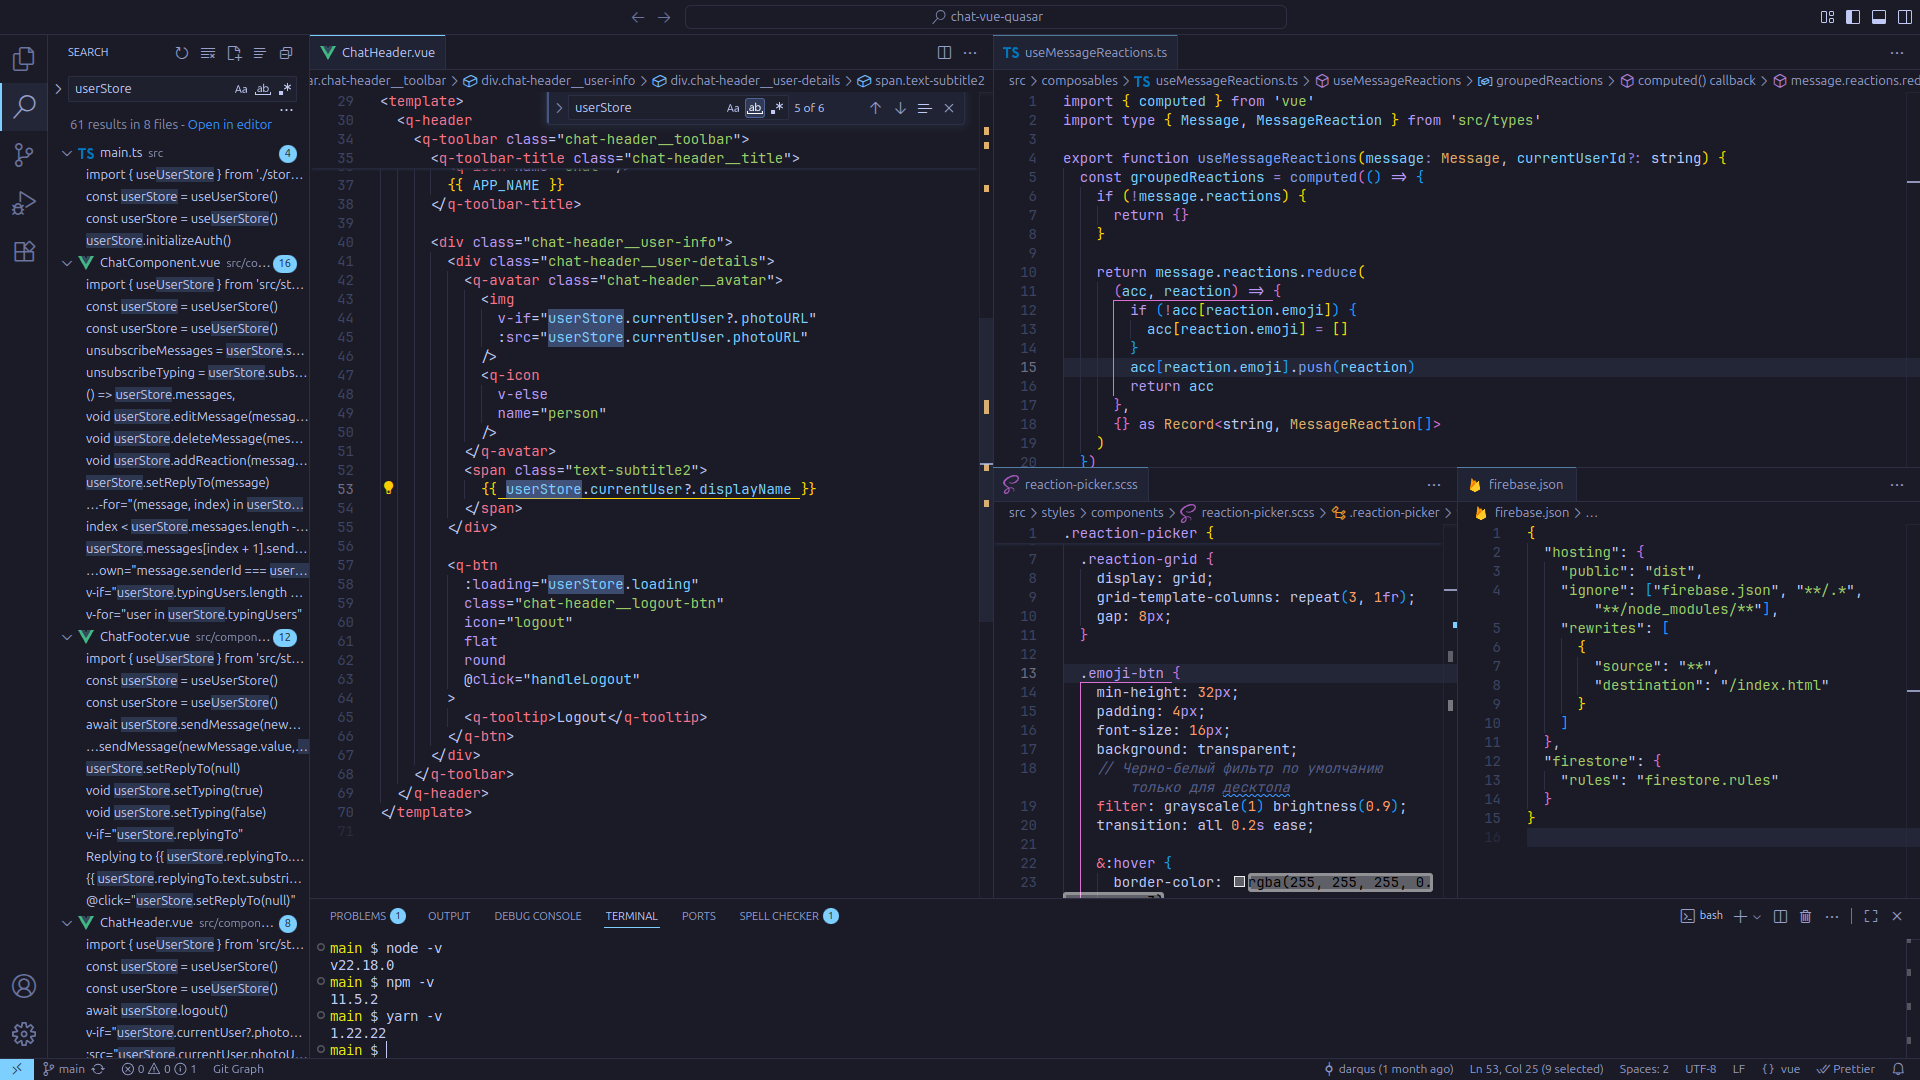 chat-vue-quasar
SEARCH
userStore
Aa
ab
61 results in 8 files - Open in editor
TS main.ts src 4
import { useUserStore } from './stor…
const userStore = useUserStore()
const userStore = useUserStore()
userStore.initializeAuth()
ChatComponent.vue src/co… 16
import { useUserStore } from 'src/st…
const userStore = useUserStore()
const userStore = useUserStore()
unsubscribeMessages = userStore.s…
unsubscribeTyping = userStore.subs…
() => userStore.messages,
void userStore.editMessage(messag…
void userStore.deleteMessage(mes…
void userStore.addReaction(messag…
userStore.setReplyTo(message)
…-for="(message, index) in userSto…
index < userStore.messages.length -…
userStore.messages[index + 1].send…
…own="message.senderId === user…
v-if="userStore.typingUsers.length …
v-for="user in userStore.typingUsers"
ChatFooter.vue src/compon… 12
import { useUserStore } from 'src/st…
const userStore = useUserStore()
const userStore = useUserStore()
await userStore.sendMessage(new…
…sendMessage(newMessage.value,…
userStore.setReplyTo(null)
void userStore.setTyping(true)
void userStore.setTyping(false)
v-if="userStore.replyingTo"
Replying to {{ userStore.replyingTo.…
{{ userStore.replyingTo.text.substri…
@click="userStore.setReplyTo(null)"
ChatHeader.vue src/compon… 8
import { useUserStore } from 'src/st…
const userStore = useUserStore()
const userStore = useUserStore()
await userStore.logout()
v-if="userStore.currentUser?.photo…
:src="userStore.currentUser.photoU…
ChatHeader.vue
ar.chat-header__toolbar > div.chat-header__user-info > div.chat-header__user-details > span.text-subtitle2
userStore Aa ab 5 of 6
29 <template>
30 <q-header
34 <q-toolbar class="chat-header__toolbar">
35 <q-toolbar-title class="chat-header__title">
37 {{ APP_NAME }}
38 </q-toolbar-title>
39
40 <div class="chat-header__user-info">
41 <div class="chat-header__user-details">
42 <q-avatar class="chat-header__avatar">
43 <img
44 v-if="userStore.currentUser?.photoURL"
45 :src="userStore.currentUser.photoURL"
46 />
47 <q-icon
48 v-else
49 name="person"
50 />
51 </q-avatar>
52 <span class="text-subtitle2">
53 {{ userStore.currentUser?.displayName }}
54 </span>
55 </div>
56
57 <q-btn
58 :loading="userStore.loading"
59 class="chat-header__logout-btn"
60 icon="logout"
61 flat
62 round
63 @click="handleLogout"
64 >
65 <q-tooltip>Logout</q-tooltip>
66 </q-btn>
67 </div>
68 </q-toolbar>
69 </q-header>
70 </template>
71
TS useMessageReactions.ts
src > composables > TS useMessageReactions.ts > useMessageReactions > groupedReactions > computed() callback > message.reactions.red
1 import { computed } from 'vue'
2 import type { Message, MessageReaction } from 'src/types'
3
4 export function useMessageReactions(message: Message, currentUserId?: string) {
5 const groupedReactions = computed(() => {
6 if (!message.reactions) {
7 return {}
8 }
9
10 return message.reactions.reduce(
11 (acc, reaction) => {
12 if (!acc[reaction.emoji]) {
13 acc[reaction.emoji] = []
14 }
15 acc[reaction.emoji].push(reaction)
16 return acc
17 },
18 {} as Record<string, MessageReaction[]>
19 )
20 })
reaction-picker.scss
src > styles > components > reaction-picker.scss > .reaction-picker >
1 .reaction-picker {
7 .reaction-grid {
8 display: grid;
9 grid-template-columns: repeat(3, 1fr);
10 gap: 8px;
11 }
12
13 .emoji-btn {
14 min-height: 32px;
15 padding: 4px;
16 font-size: 16px;
17 background: transparent;
18 // Черно-белый фильтр по умолчанию
только для десктопа
19 filter: grayscale(1) brightness(0.9);
20 transition: all 0.2s ease;
21
22 &:hover {
23 border-color: rgba(255, 255, 255, 0.
firebase.json
firebase.json > …
1 {
2 "hosting": {
3 "public": "dist",
4 "ignore": ["firebase.json", "**/.*",
"**/node_modules/**"],
5 "rewrites": [
6 {
7 "source": "**",
8 "destination": "/index.html"
9 }
10 ]
11 },
12 "firestore": {
13 "rules": "firestore.rules"
14 }
15 }
16
PROBLEMS 1 OUTPUT DEBUG CONSOLE TERMINAL PORTS SPELL CHECKER 1
bash
main $ node -v
v22.18.0
main $ npm -v
11.5.2
main $ yarn -v
1.22.22
main $
main 0 0 1 Git Graph
darqus (1 month ago) Ln 53, Col 25 (9 selected) Spaces: 2 UTF-8 LF {} vue Prettier